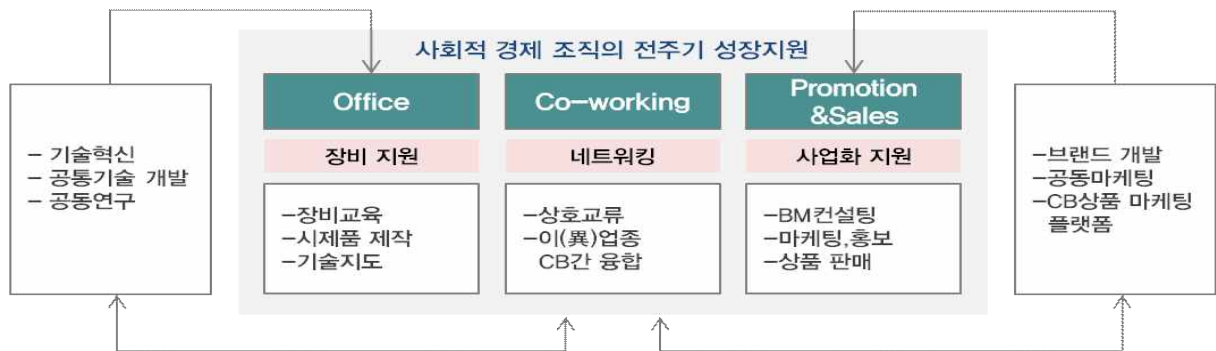 사회적 경제 조직의 전주기 성장지원
– 기술혁신
– 공통기술 개발
– 공동연구
Office
장비 지원
–장비교육
–시제품 제작
–기술지도
Co–working
네트워킹
–상호교류
–이(異)업종
CB간 융합
Promotion
&Sales
사업화 지원
–BM컨설팅
–마케팅,홍보
–상품 판매
–브랜드 개발
–공동마케팅
–CB상품 마케팅
플랫폼